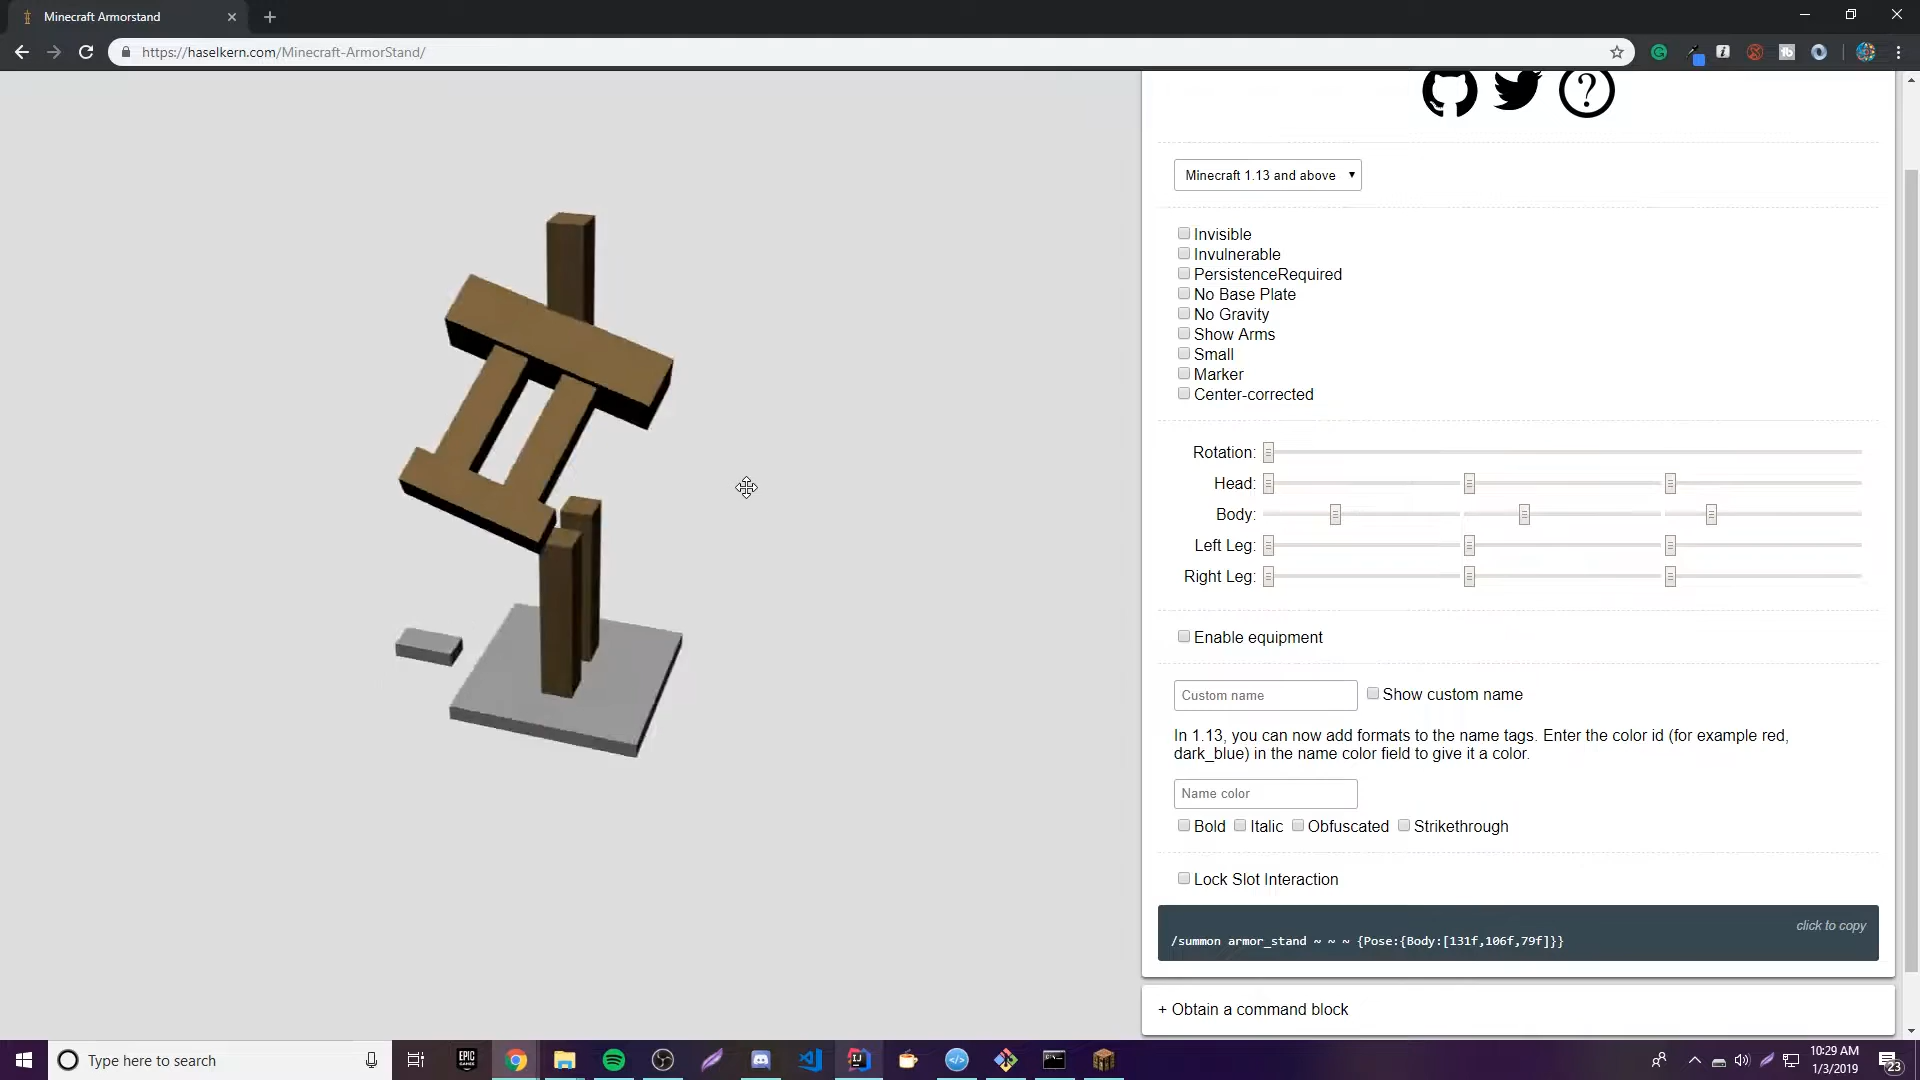 Minecraft Armorstand
https://haselkern.com/Minecraft-ArmorStand/
Minecraft 1.13 and above
Invisible
Invulnerable
PersistenceRequired
No Base Plate
No Gravity
Show Arms
Small
Marker
Center-corrected
Rotation:
Head:
Body:
Left Leg:
Right Leg:
Enable equipment
Custom name
Show custom name
In 1.13, you can now add formats to the name tags. Enter the color id (for example red,
dark_blue) in the name color field to give it a color.
Name color
Bold Italic Obfuscated Strikethrough
Lock Slot Interaction
click to copy
/summon armor_stand ~ ~ ~ {Pose:{Body:[131f,106f,79f]}}
+ Obtain a command block
Type here to search
EPIC
GAMES
IJ
10:29 AM
1/3/2019
23